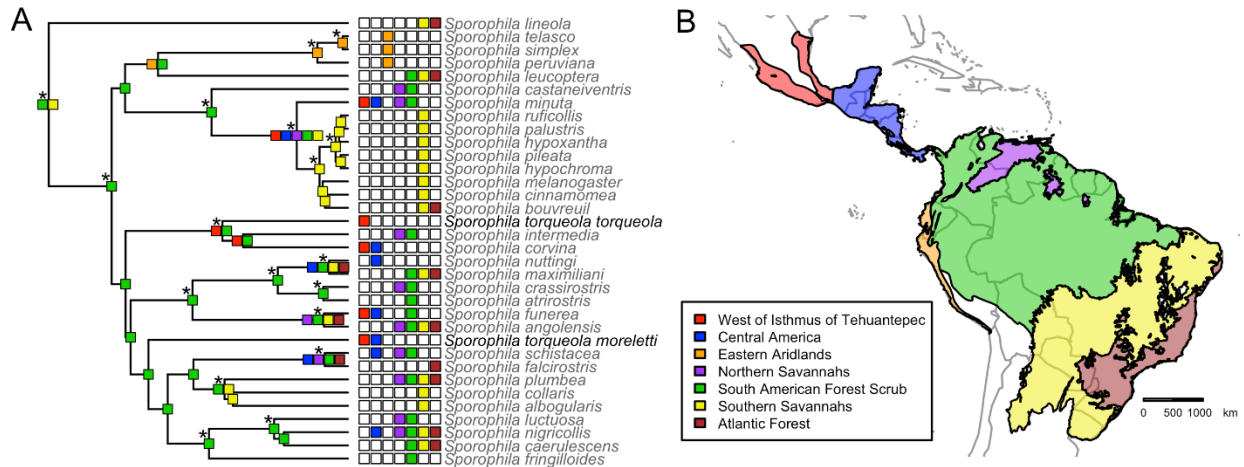 A
Sporophila lineola
Sporophila telasco
Sporophila simplex
Sporophila peruviana
Sporophila leucoptera
Sporophila castaneiventris
Sporophila minuta
Sporophila ruficollis
Sporophila palustris
Sporophila hypoxantha
Sporophila pileata
Sporophila hypochroma
Sporophila melanogaster
Sporophila cinnamomea
Sporophila bouvreuil
Sporophila torqueola torqueola
Sporophila intermedia
Sporophila corvina
Sporophila nuttingi
Sporophila maximiliani
Sporophila crassirostris
Sporophila atrirostris
Sporophila funerea
Sporophila angolensis
Sporophila torqueola moreletti
Sporophila schistacea
Sporophila falcirostris
Sporophila plumbea
Sporophila collaris
Sporophila albogularis
Sporophila luctuosa
Sporophila nigricollis
Sporophila caerulescens
Sporophila fringilloides
B
West of Isthmus of Tehuantepec
Central America
Eastern Aridlands
Northern Savannahs
South American Forest Scrub
Southern Savannahs
Atlantic Forest
0 500 1000 km